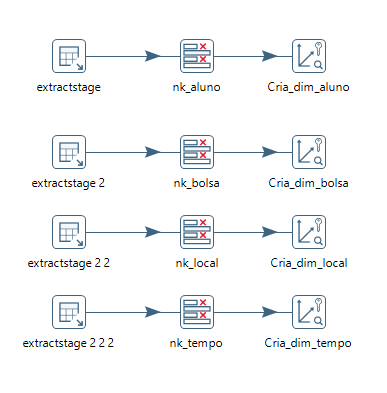 extractstage nk_aluno Cria_dim_aluno
extractstage 2 nk_bolsa Cria_dim_bolsa
extractstage 2 2 nk_local Cria_dim_local
extractstage 2 2 2 nk_tempo Cria_dim_tempo